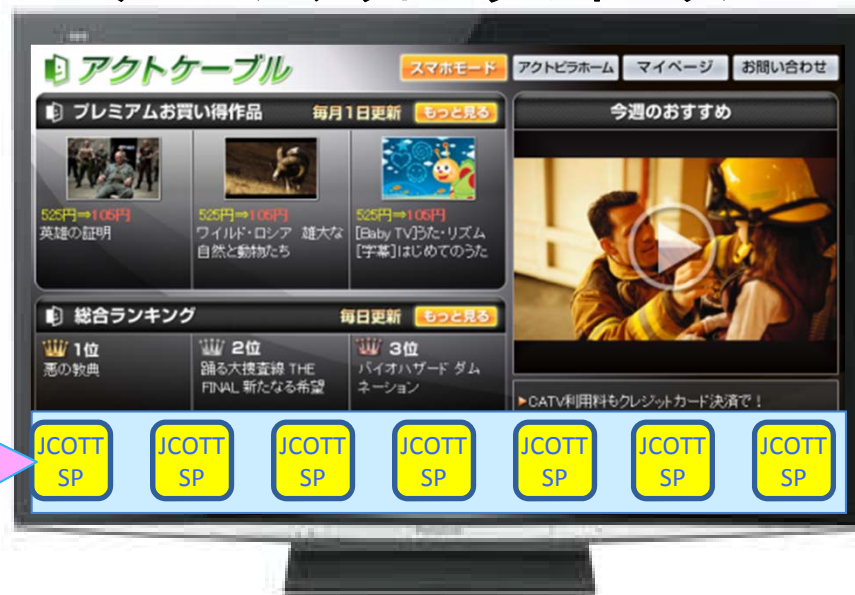 アクトケーブル
スマホモード
アクトビラホーム
マイページ
お問い合わせ
プレミアムお買い得作品
毎月1日更新
もっと見る
525円⇒105円
英雄の証明
525円⇒105円
ワイルド・ロシア 雄大な
自然と動物たち
525円⇒105円
[Baby TV]うた・リズム
[字幕]はじめてのうた
今週のおすすめ
総合ランキング
毎日更新
もっと見る
1位
悪の教典
2位
踊る大捜査線 THE
FINAL 新たなる希望
3位
バイオハザード ダム
ネーション
▶CATV利用料もクレジットカード決済で！
JCOTT
SP
JCOTT
SP
JCOTT
SP
JCOTT
SP
JCOTT
SP
JCOTT
SP
JCOTT
SP